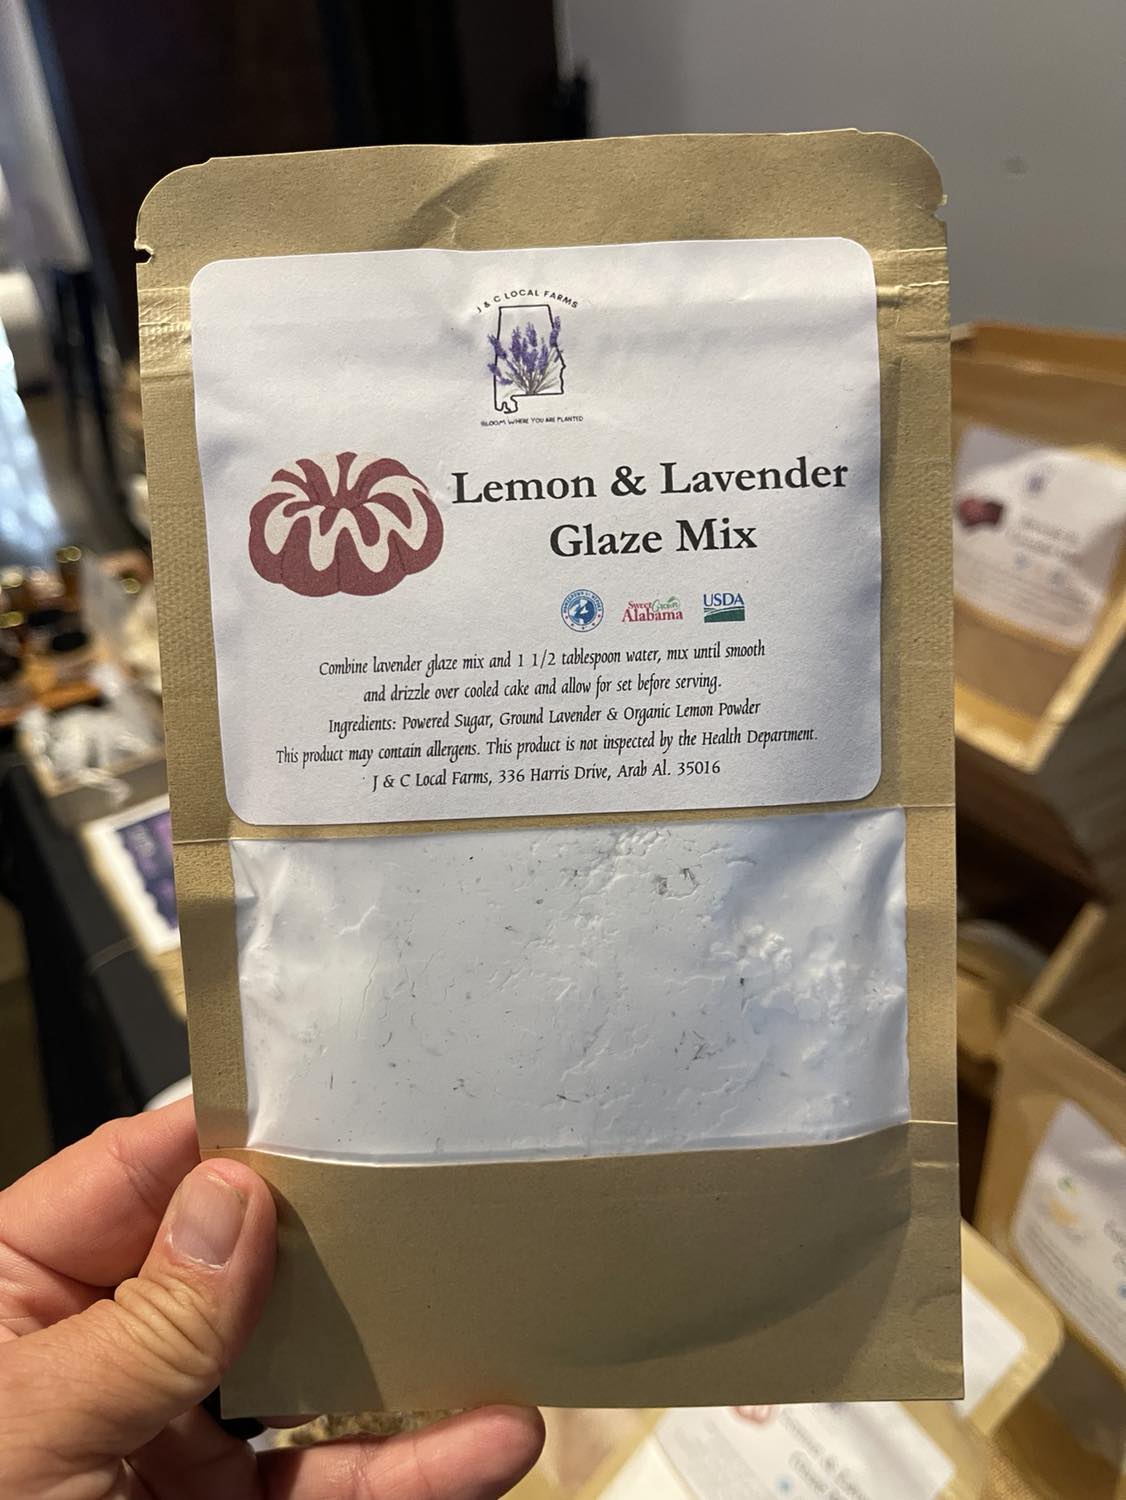 J & C LOCAL FARMS
BLOOM WHERE YOU ARE PLANTED
Lemon & Lavender
Glaze Mix
Sweet Grown
Alabama
USDA
Combine lavender glaze mix and 1 1/2 tablespoon water, mix until smooth
and drizzle over cooled cake and allow for set before serving.
Ingredients: Powered Sugar, Ground Lavender & Organic Lemon Powder
This product may contain allergens. This product is not inspected by the Health Department.
J & C Local Farms, 336 Harris Drive, Arab Al. 35016